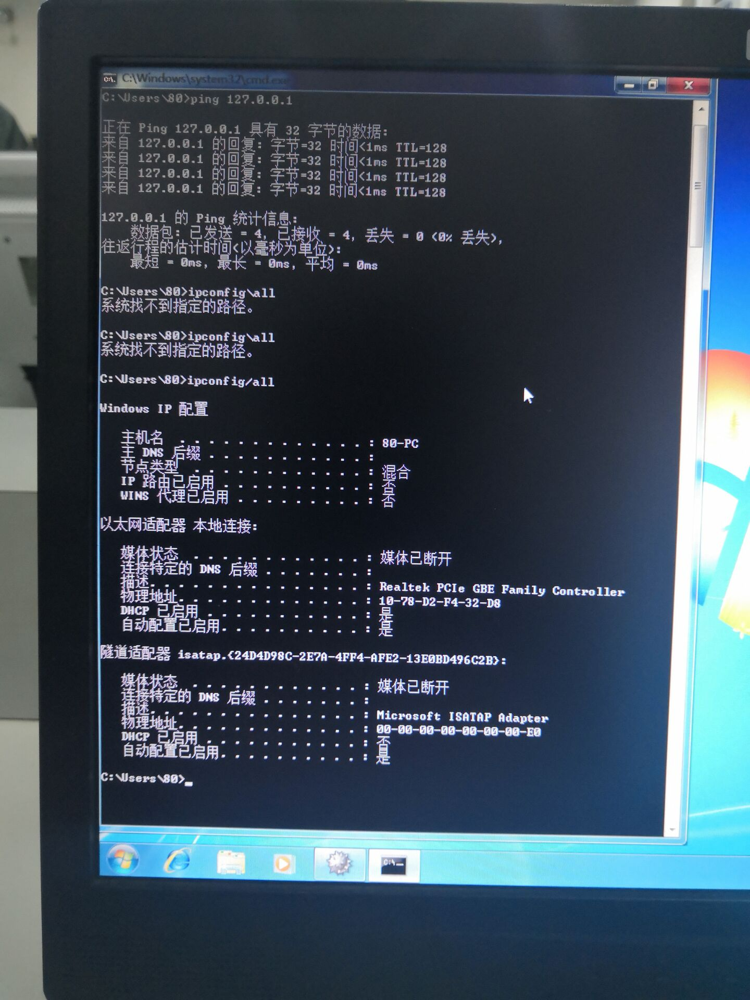 C:\Windows\system32\cmd.exe
C:\Users\80>ping 127.0.0.1
正在 Ping 127.0.0.1 具有 32 字节的数据:
来自 127.0.0.1 的回复: 字节=32 时间<1ms TTL=128
来自 127.0.0.1 的回复: 字节=32 时间<1ms TTL=128
来自 127.0.0.1 的回复: 字节=32 时间<1ms TTL=128
来自 127.0.0.1 的回复: 字节=32 时间<1ms TTL=128
127.0.0.1 的 Ping 统计信息:
数据包: 已发送 = 4, 已接收 = 4, 丢失 = 0 (0% 丢失),
往返行程的估计时间<以毫秒为单位>:
最短 = 0ms, 最长 = 0ms, 平均 = 0ms
C:\Users\80>ipcomfig\all
系统找不到指定的路径。
C:\Users\80>ipconfig\all
系统找不到指定的路径。
C:\Users\80>ipconfig/all
Windows IP 配置
主机名 . . . . . . . . . . . . . : 80-PC
主 DNS 后缀 . . . . . . . . . . . :
节点类型 . . . . . . . . . . . . : 混合
IP 路由已启用 . . . . . . . . . . : 否
WINS 代理已启用 . . . . . . . . . : 否
以太网适配器 本地连接:
媒体状态 . . . . . . . . . . . . : 媒体已断开
连接特定的 DNS 后缀 . . . . . . . :
描述. . . . . . . . . . . . . . . : Realtek PCIe GBE Family Controller
物理地址. . . . . . . . . . . . . : 10-78-D2-F4-32-D8
DHCP 已启用 . . . . . . . . . . . : 是
自动配置已启用. . . . . . . . . . : 是
隧道适配器 isatap.{24D4D98C-2E7A-4FF4-AFE2-13E0BD496C2B}:
媒体状态 . . . . . . . . . . . . : 媒体已断开
连接特定的 DNS 后缀 . . . . . . . :
描述. . . . . . . . . . . . . . . : Microsoft ISATAP Adapter
物理地址. . . . . . . . . . . . . : 00-00-00-00-00-00-00-E0
DHCP 已启用 . . . . . . . . . . . : 否
自动配置已启用. . . . . . . . . . : 是
C:\Users\80>